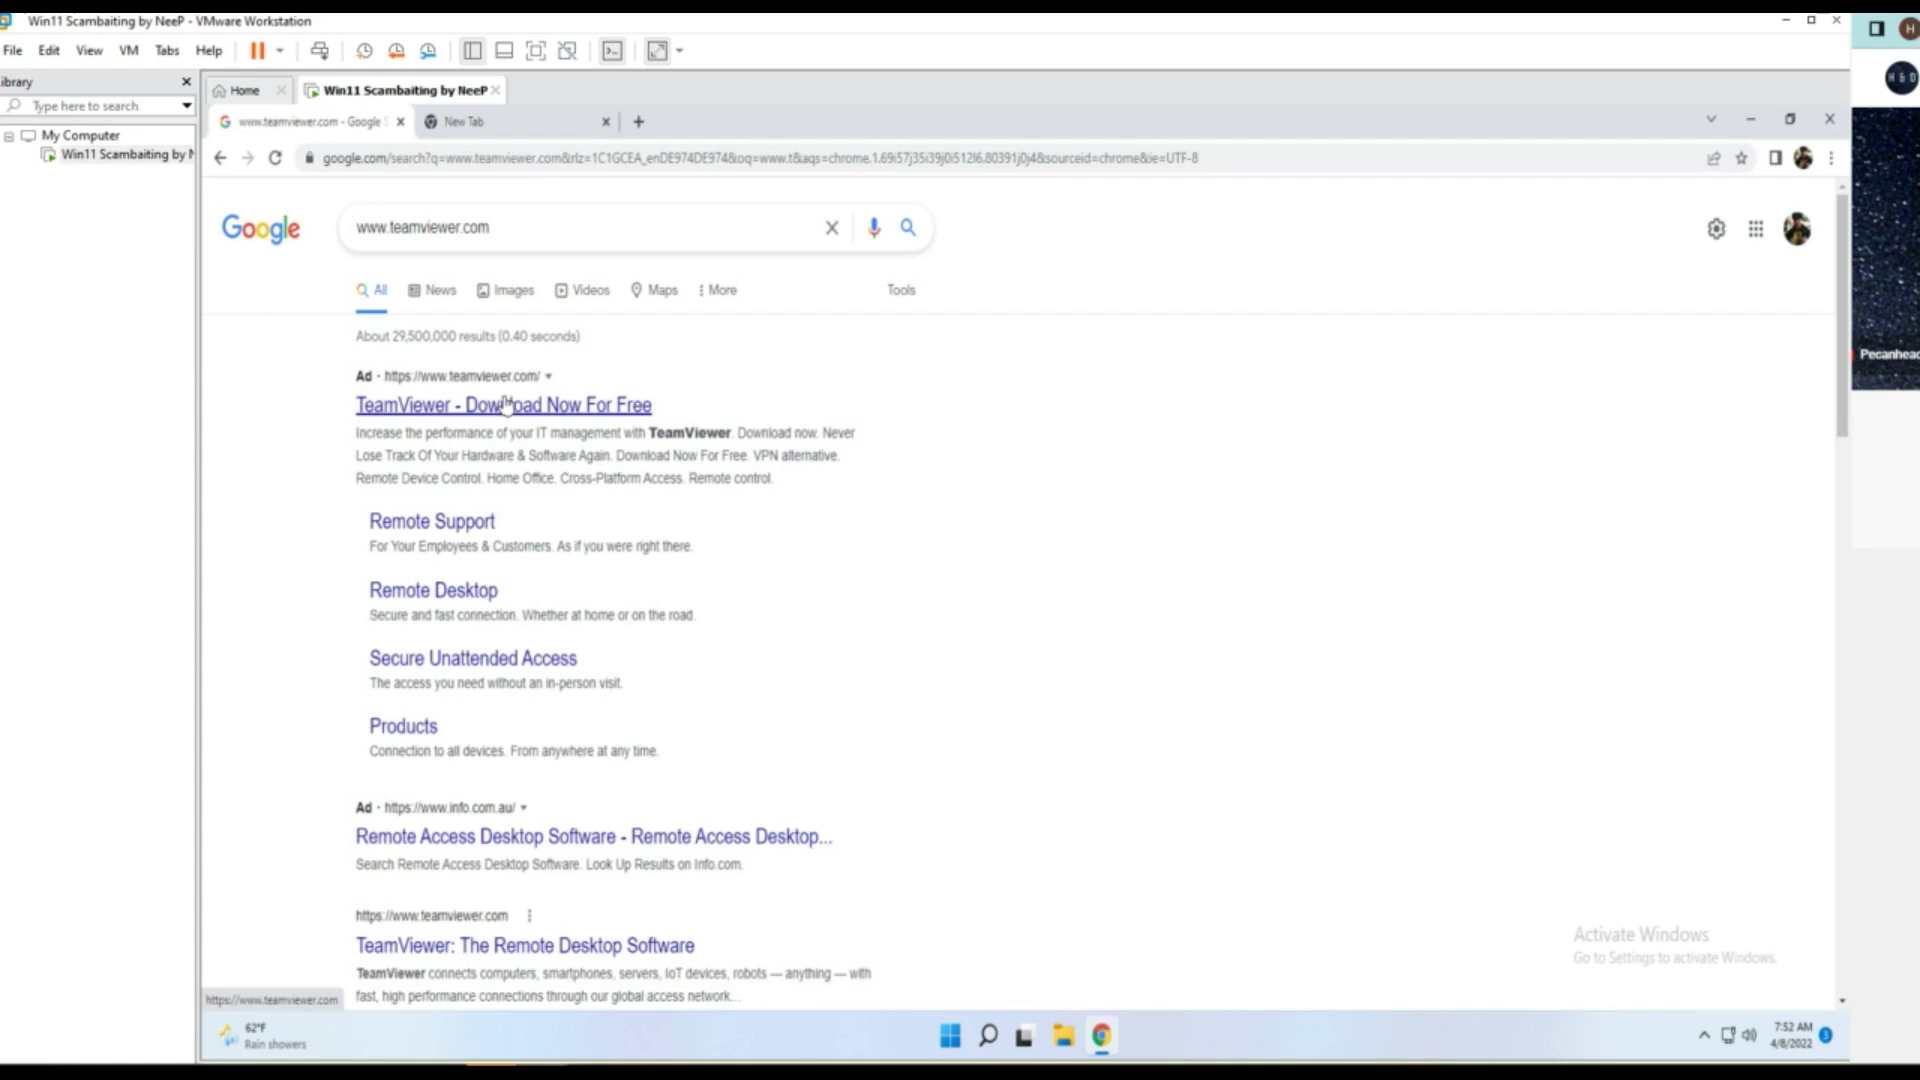 Win11 Scambaiting by NeeP - VMware Workstation
File Edit View VM Tabs Help
ibrary
Type here to search
My Computer
Win11 Scambaiting by N
Home
Win11 Scambaiting by NeeP
www.teamviewer.com - Google S
New Tab
google.com/search?q=www.teamviewer.com&rlz=1C1GCEA_enDE974DE974&oq=www.t&aqs=chrome.1.69i57j35i39j0i512l6.80391j0j4&sourceid=chrome&ie=UTF-8
Google
www.teamviewer.com
All News Images Videos Maps More Tools
About 29,500,000 results (0.40 seconds)
Ad · https://www.teamviewer.com/
TeamViewer - Download Now For Free
Increase the performance of your IT management with TeamViewer. Download now. Never
Lose Track Of Your Hardware & Software Again. Download Now For Free. VPN alternative.
Remote Device Control. Home Office. Cross-Platform Access. Remote control.
Remote Support
For Your Employees & Customers. As if you were right there.
Remote Desktop
Secure and fast connection. Whether at home or on the road.
Secure Unattended Access
The access you need without an in-person visit.
Products
Connection to all devices. From anywhere at any time.
Ad · https://www.info.com.au/
Remote Access Desktop Software - Remote Access Desktop...
Search Remote Access Desktop Software. Look Up Results on Info.com.
https://www.teamviewer.com
TeamViewer: The Remote Desktop Software
TeamViewer connects computers, smartphones, servers, IoT devices, robots — anything — with
fast, high performance connections through our global access network...
https://www.teamviewer.com
Activate Windows
Go to Settings to activate Windows.
62°F
Rain showers
7:52 AM
4/8/2022
3
H
H & D
Pecanhead